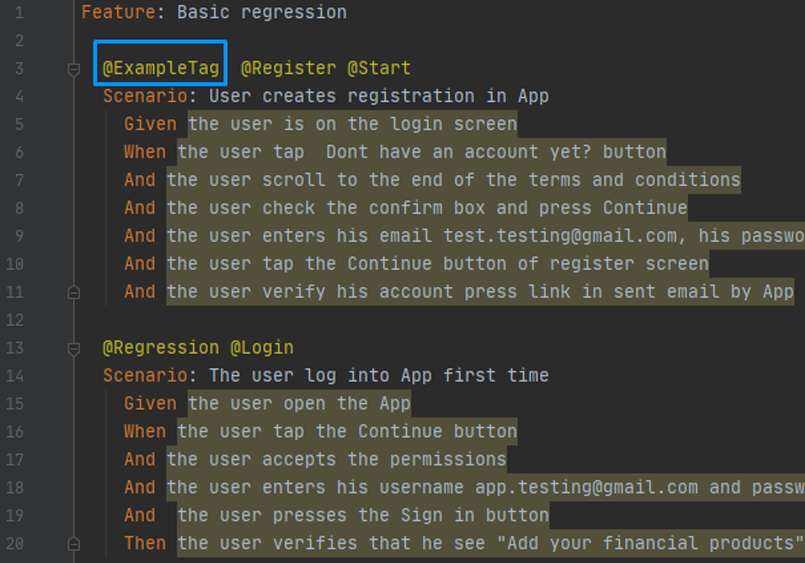 1 Feature: Basic regression
2
3 @ExampleTag @Register @Start
4 Scenario: User creates registration in App
5 Given the user is on the login screen
6 When the user tap  Dont have an account yet? button
7 And the user scroll to the end of the terms and conditions
8 And the user check the confirm box and press Continue
9 And the user enters his email test.testing@gmail.com, his
10 And the user tap the Continue button of register screen
11 And the user verify his account press link in sent email by App
12
13 @Regression @Login
14 Scenario: The user log into App first time
15 Given the user open the App
16 When the user tap the Continue button
17 And the user accepts the permissions
18 And the user enters his username app.testing@gmail.com and
19 And  the user presses the Sign in button
20 Then the user verifies that he see "Add your financial products"